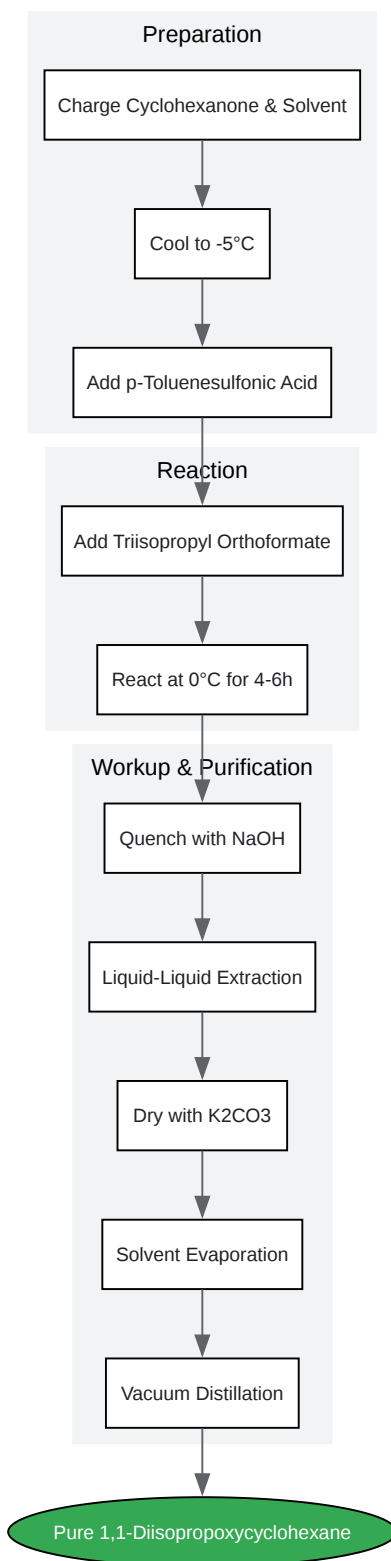 Preparation
Charge Cyclohexanone & Solvent
Cool to -5°C
Add p-Toluenesulfonic Acid
Reaction
Add Triisopropyl Orthoformate
React at 0°C for 4-6h
Workup & Purification
Quench with NaOH
Liquid-Liquid Extraction
Dry with K2CO3
Solvent Evaporation
Vacuum Distillation
Pure 1,1-Diisopropoxycyclohexane